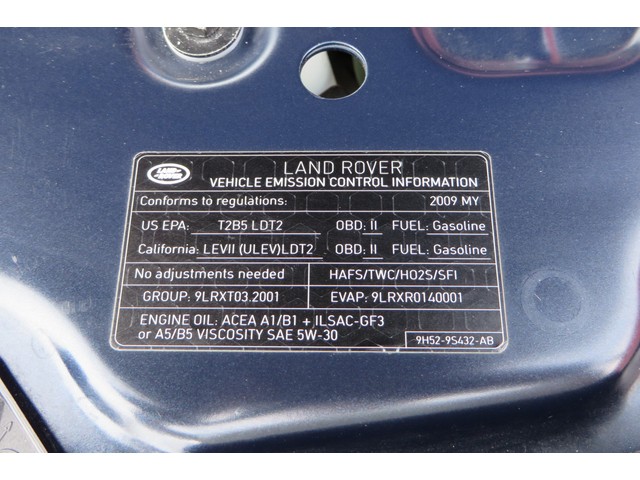 LAND ROVER
LAND ROVER
VEHICLE EMISSION CONTROL INFORMATION
Conforms to regulations: 2009 MY
US EPA: T2B5 LDT2 OBD: II FUEL: Gasoline
California: LEVII (ULEV)LDT2 OBD: II FUEL: Gasoline
No adjustments needed HAFS/TWC/HO2S/SFI
GROUP: 9LRXT03.2001 EVAP: 9LRXR0140001
ENGINE OIL: ACEA A1/B1 + ILSAC-GF3
or A5/B5 VISCOSITY SAE 5W-30 9H52-9S432-AB